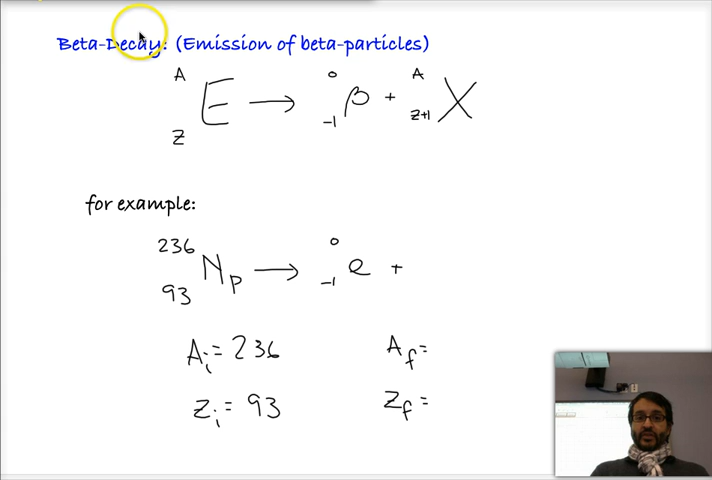 Beta-Decay: (Emission of beta-particles)
A Z E → 0 -1 β + A Z+1 X
for example:
236 93 Np → 0 -1 e +
Ai = 236 Af =
Zi = 93 Zf =